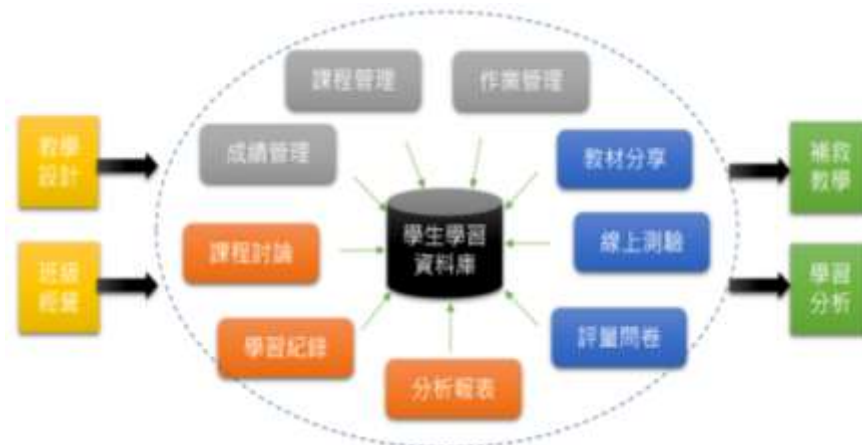 課程管理
作業管理
教學
設計
成績管理
教材分享
補救
教學
學生學習
資料庫
課程討論
線上測驗
班級
經營
學習紀錄
評量問卷
學習
分析
分析報表